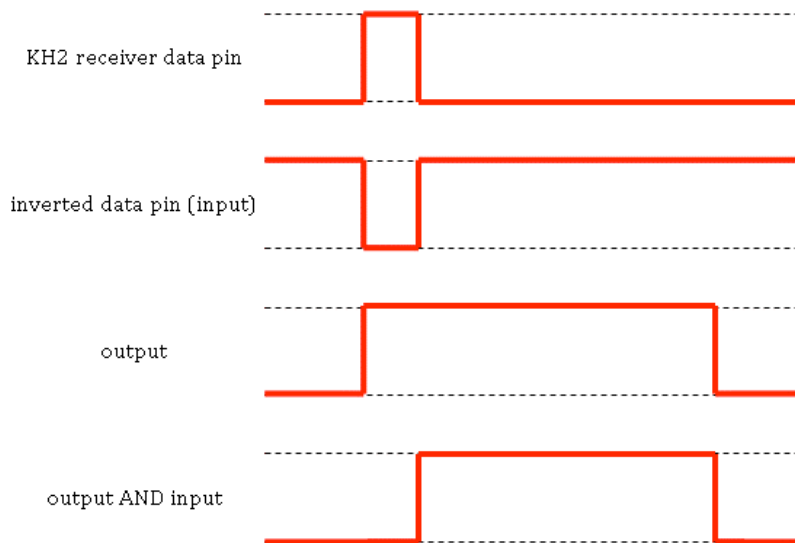 KH2 receiver data pin
inverted data pin (input)
output
output AND input